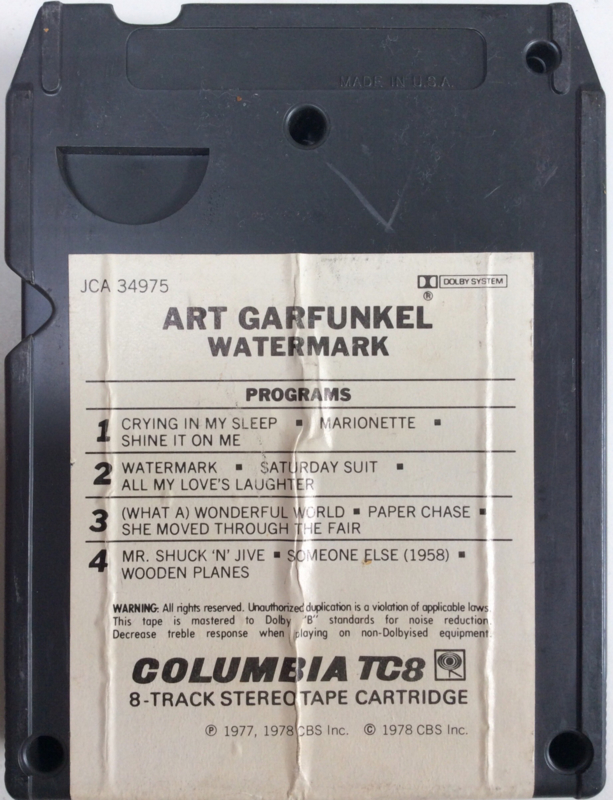 MADE IN U.S.A.
JCA 34975
DOLBY SYSTEM
®
ART GARFUNKEL
WATERMARK
PROGRAMS
1 CRYING IN MY SLEEP ▪ MARIONETTE ▪
SHINE IT ON ME
2 WATERMARK ▪ SATURDAY SUIT ▪
ALL MY LOVE'S LAUGHTER
3 (WHAT A) WONDERFUL WORLD ▪ PAPER CHASE ▪
SHE MOVED THROUGH THE FAIR
4 MR. SHUCK 'N' JIVE ▪ SOMEONE ELSE (1958) ▪
WOODEN PLANES
WARNING: All rights reserved. Unauthorized duplication is a violation of applicable laws.
This tape is mastered to Dolby "B" standards for noise reduction.
Decrease treble response when playing on non-Dolbyised equipment.
COLUMBIA TC8
8-TRACK STEREO TAPE CARTRIDGE
℗ 1977, 1978 CBS Inc. © 1978 CBS Inc.